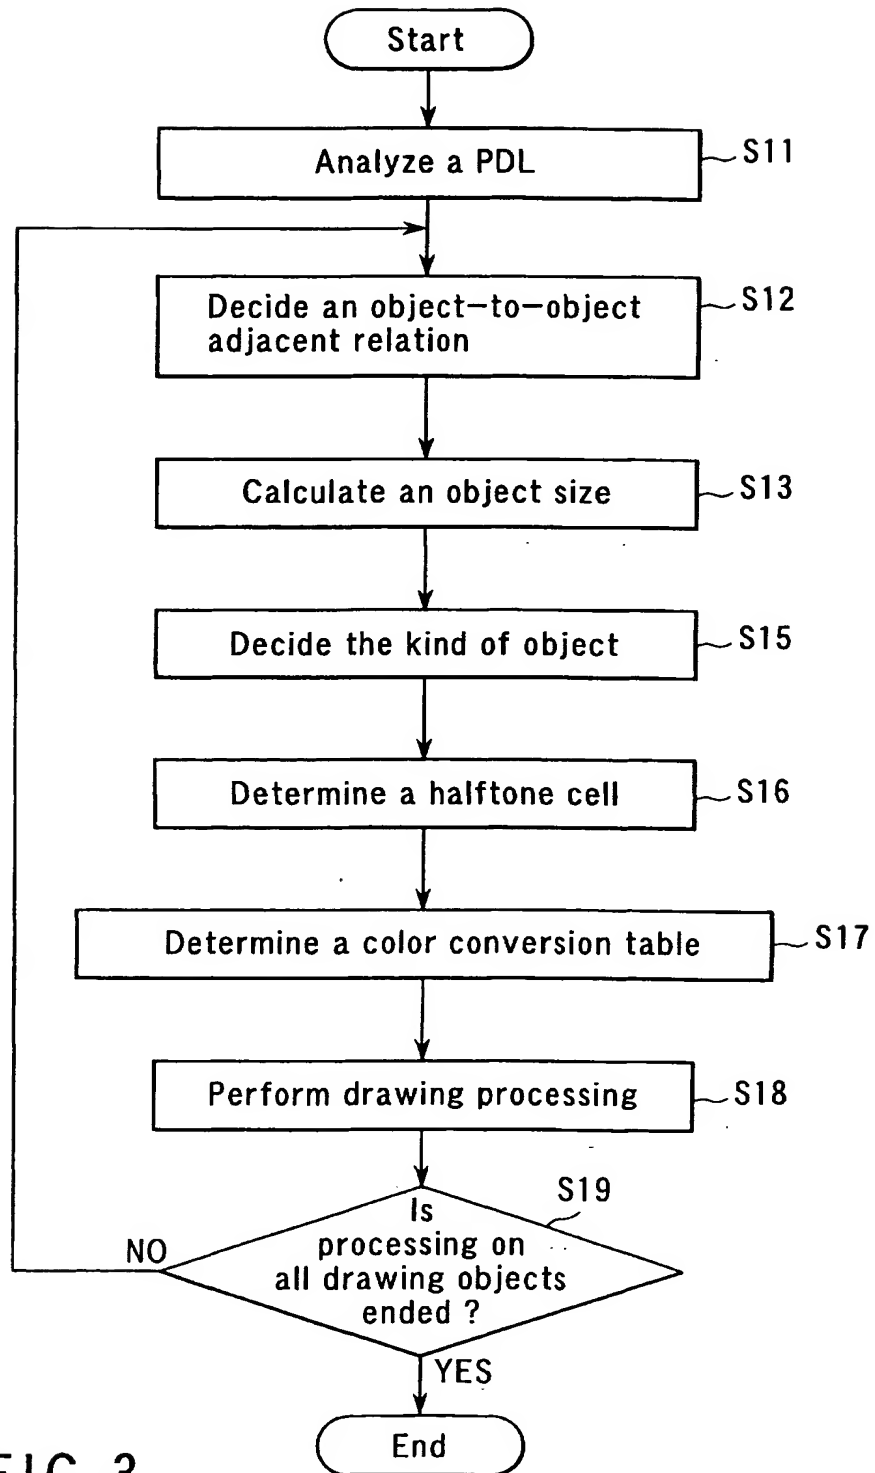 Start
Analyze a PDL
S11
Decide an object-to-object
adjacent relation
S12
Calculate an object size
S13
Decide the kind of object
S15
Determine a halftone cell
S16
Determine a color conversion table
S17
Perform drawing processing
S18
S19
Is
processing on
all drawing objects
ended ?
NO
YES
End
FIG. 3